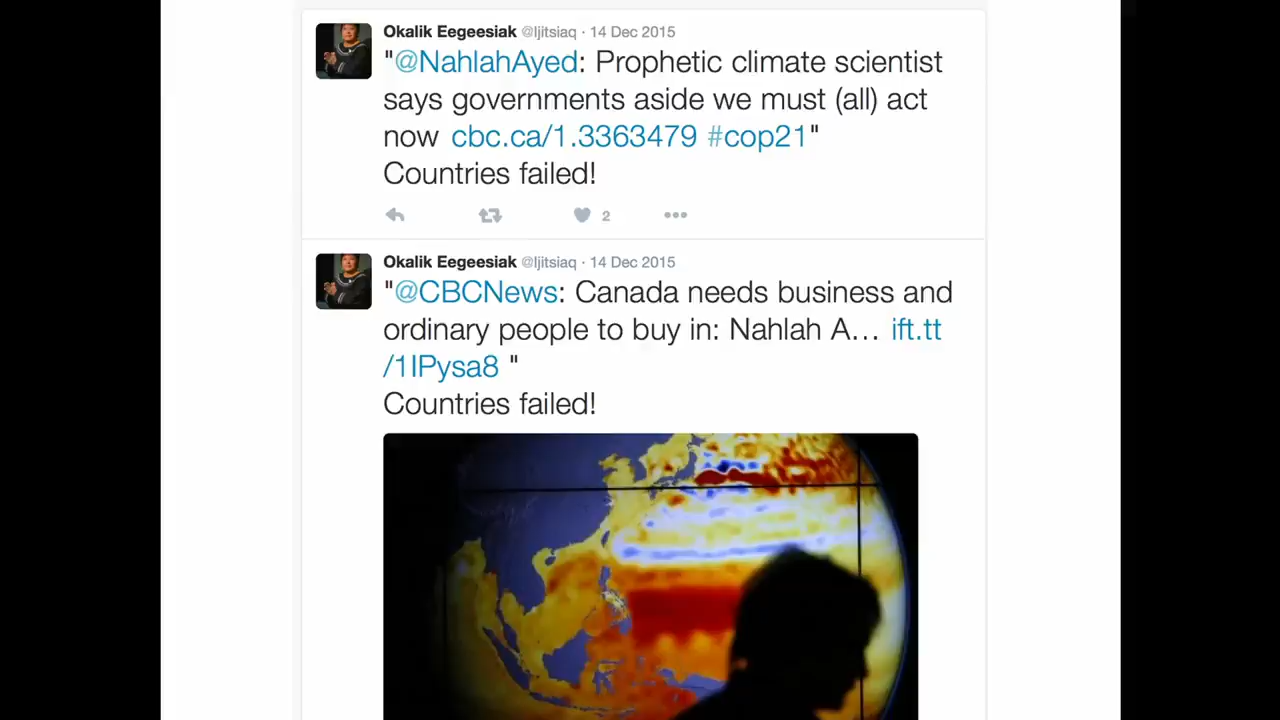 Okalik Eegeesiak @Ijitsiaq · 14 Dec 2015
"@NahlahAyed: Prophetic climate scientist
says governments aside we must (all) act
now cbc.ca/1.3363479 #cop21"
Countries failed!
2
Okalik Eegeesiak @Ijitsiaq · 14 Dec 2015
"@CBCNews: Canada needs business and
ordinary people to buy in: Nahlah A… ift.tt
/1IPysa8 "
Countries failed!